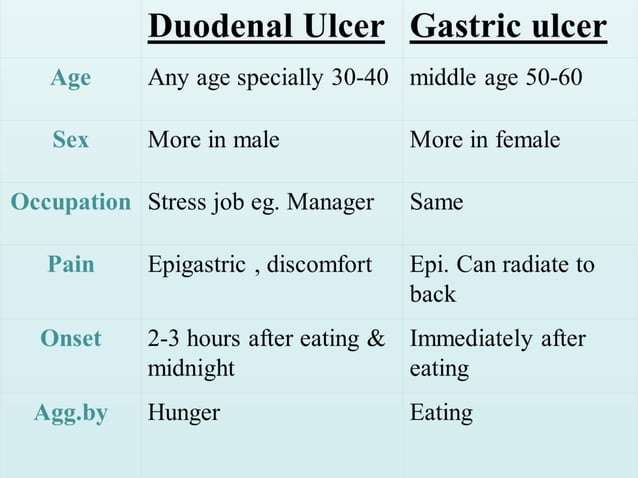 Duodenal Ulcer Gastric ulcer
Age Any age specially 30-40 middle age 50-60
Sex More in male More in female
Occupation Stress job eg. Manager Same
Pain Epigastric , discomfort Epi. Can radiate to
back
Onset 2-3 hours after eating & Immediately after
midnight eating
Agg.by Hunger Eating